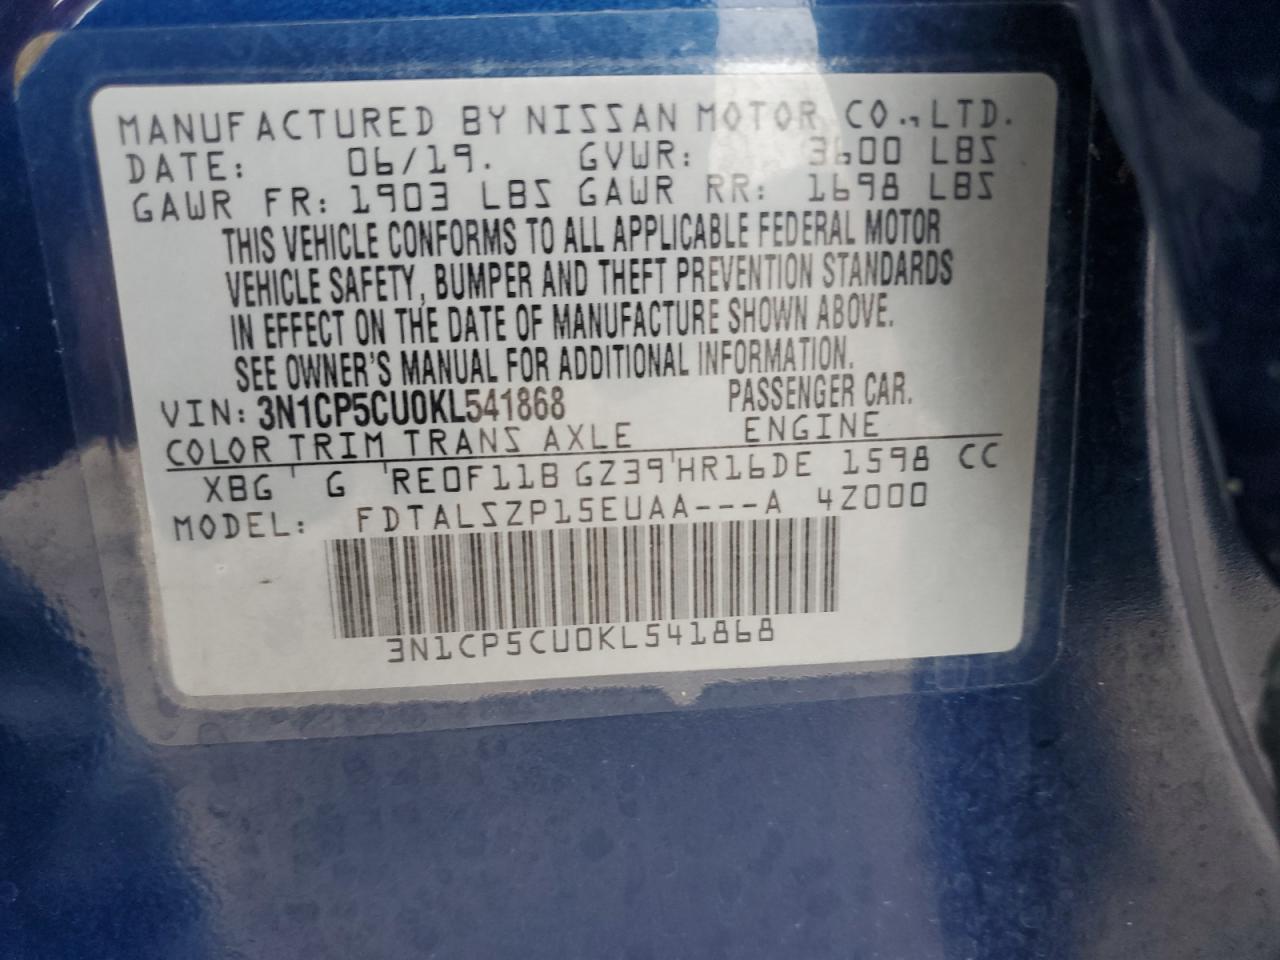 MANUFACTURED BY NISSAN MOTOR CO.,LTD.
DATE: 06/19. GVWR: 3600 LBS
GAWR FR: 1903 LBS GAWR RR: 1698 LBS
THIS VEHICLE CONFORMS TO ALL APPLICABLE FEDERAL MOTOR
VEHICLE SAFETY, BUMPER AND THEFT PREVENTION STANDARDS
IN EFFECT ON THE DATE OF MANUFACTURE SHOWN ABOVE.
SEE OWNER'S MANUAL FOR ADDITIONAL INFORMATION.
VIN: 3N1CP5CU0KL541868 PASSENGER CAR.
COLOR TRIM TRANS AXLE ENGINE
XBG G RE0F11B GZ39 HR16DE 1598 CC
MODEL: FDTALSZP15EUAA---A 4Z000
3N1CP5CU0KL541868